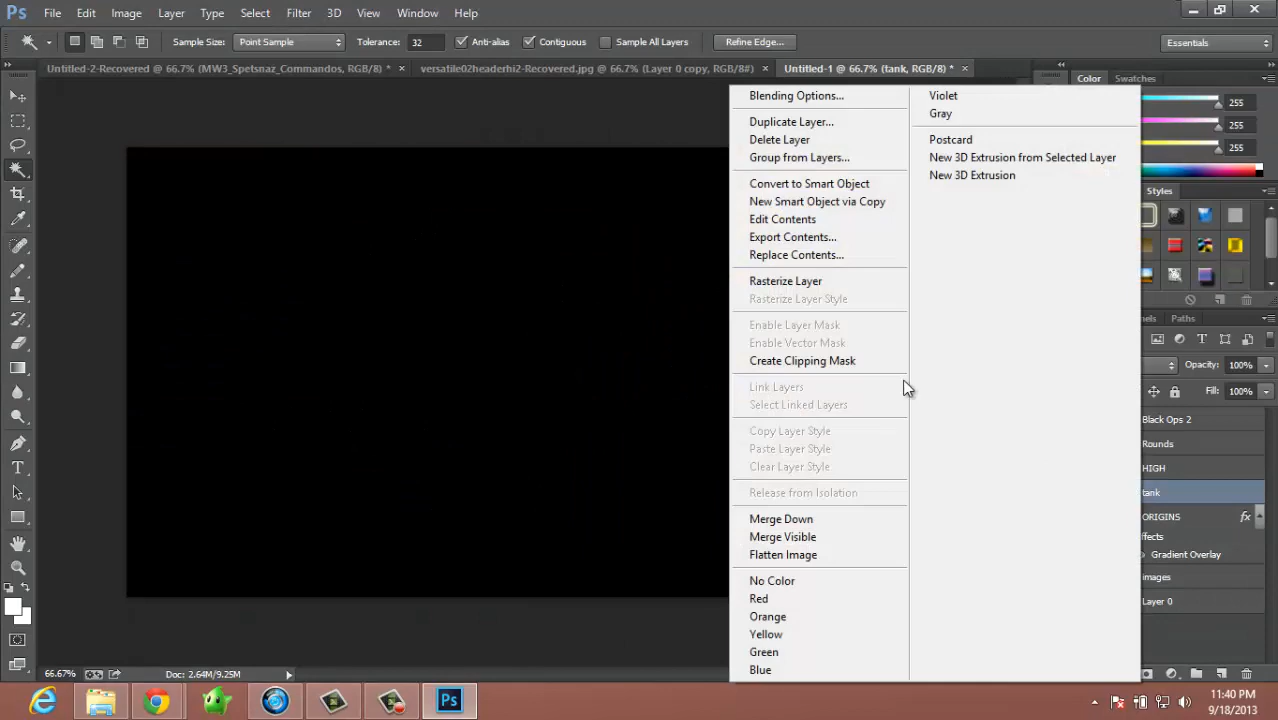 Ps File Edit Image Layer Type Select Filter 3D View Window Help
Sample Size: Point Sample Tolerance: 32 Anti-alias Contiguous Sample All Layers Refine Edge... Essentials
Untitled-2-Recovered @ 66.7% (MW3_Spetsnaz_Commandos, RGB/8) * × versatile02headerhi2-Recovered.jpg @ 66.7% (Layer 0 copy, RGB/8#) × Untitled-1 @ 66.7% (tank, RGB/8) * ×
Color Swatches
255
255
255
Styles
Paths
Opacity: 100%
Fill: 100%
Black Ops 2
Rounds
HIGH
tank
ORIGINS fx
Gradient Overlay
images
Layer 0
Blending Options...
Duplicate Layer...
Delete Layer
Group from Layers...
Convert to Smart Object
New Smart Object via Copy
Edit Contents
Export Contents...
Replace Contents...
Rasterize Layer
Rasterize Layer Style
Enable Layer Mask
Enable Vector Mask
Create Clipping Mask
Link Layers
Select Linked Layers
Copy Layer Style
Paste Layer Style
Clear Layer Style
Release from Isolation
Merge Down
Merge Visible
Flatten Image
No Color
Red
Orange
Yellow
Green
Blue
Violet
Gray
Postcard
New 3D Extrusion from Selected Layer
New 3D Extrusion
66.67% Doc: 2.64M/9.25M
Ps
11:40 PM
9/18/2013